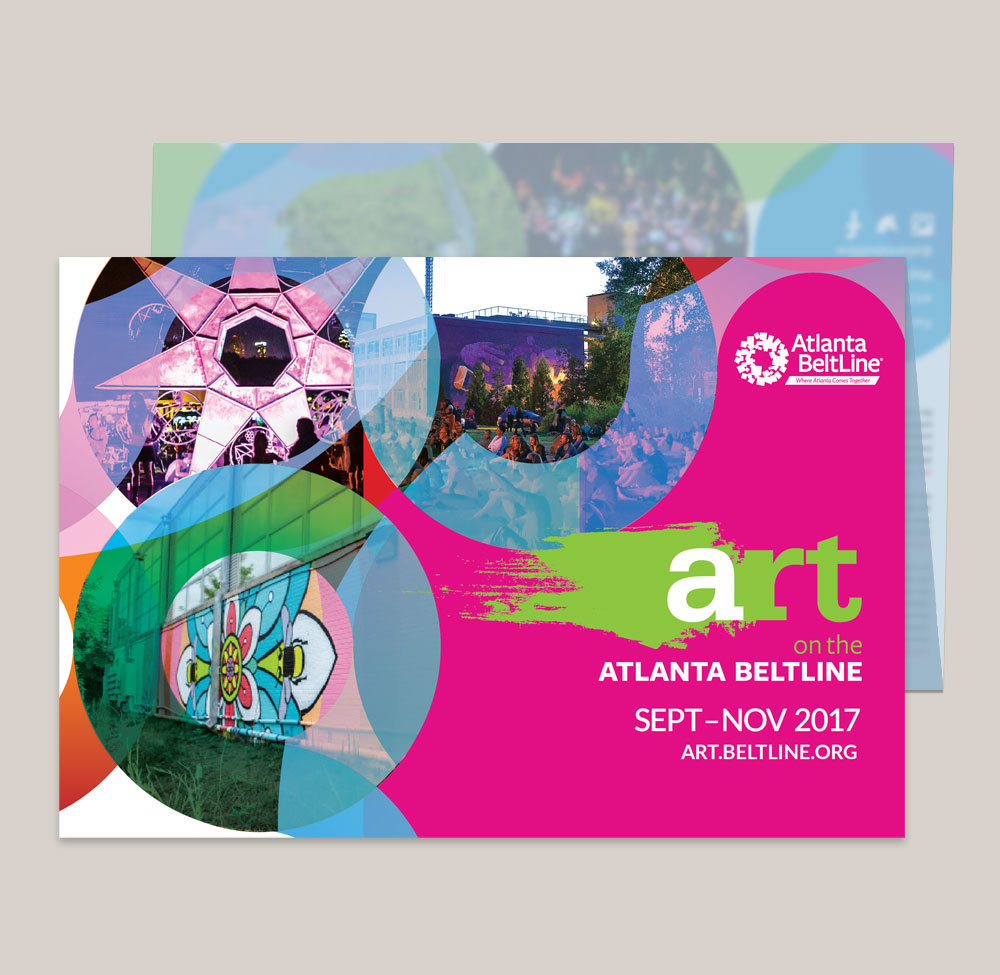 Atlanta
BeltLine®
Where Atlanta Comes Together
art
on the
ATLANTA BELTLINE
SEPT–NOV 2017
ART.BELTLINE.ORG